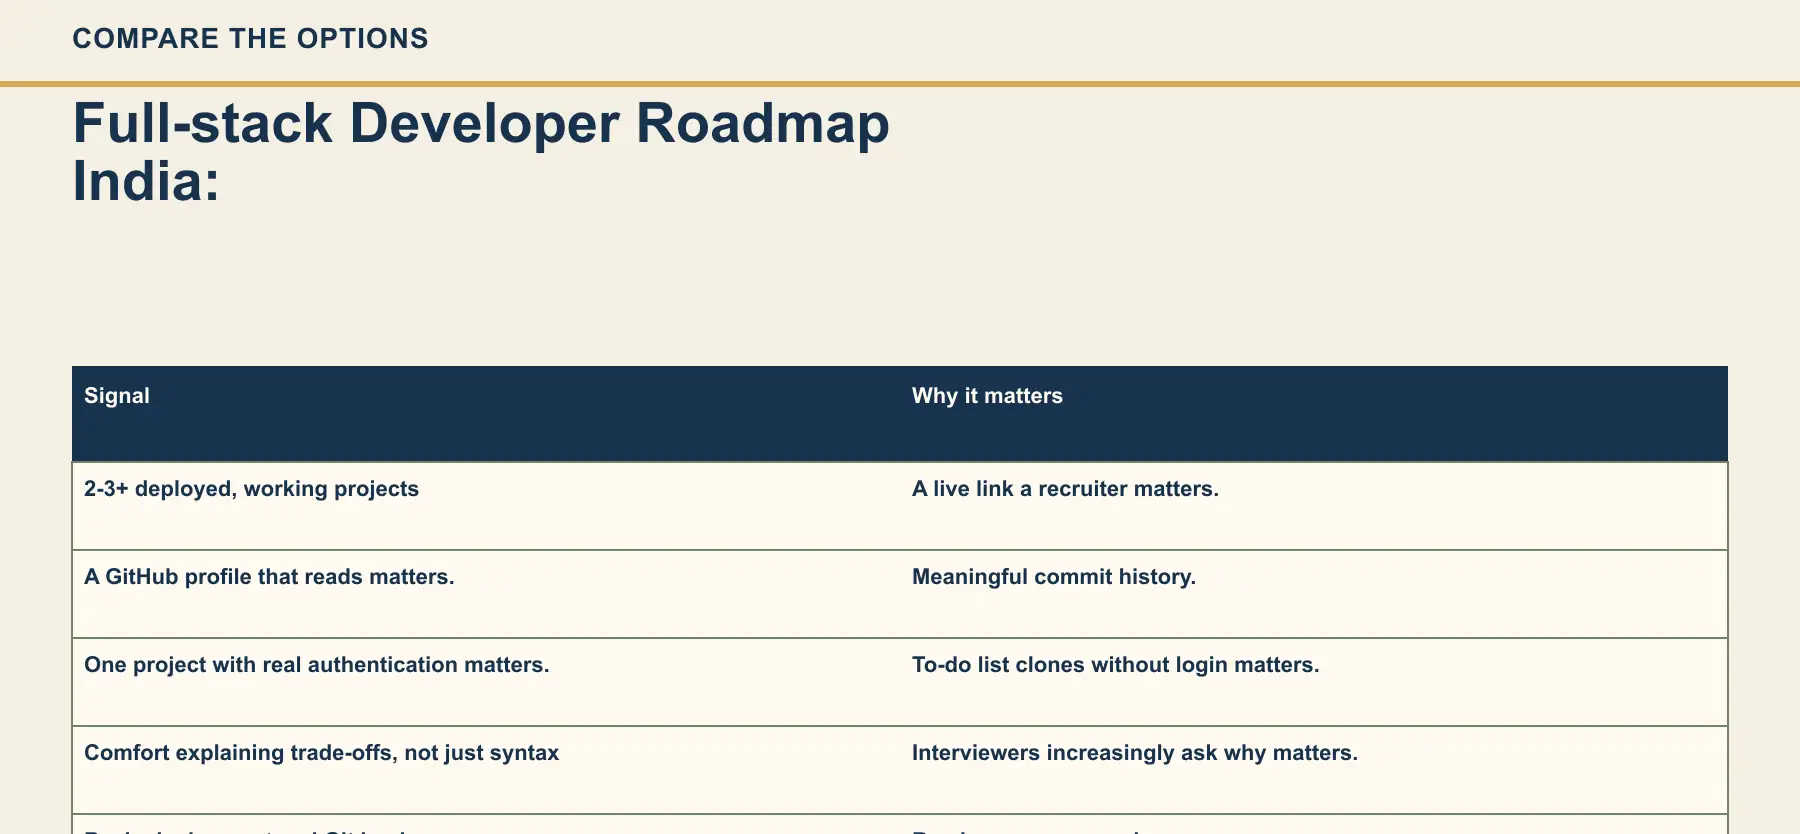 COMPARE THE OPTIONS
Full-stack Developer Roadmap
India:
Signal
Why it matters
2-3+ deployed, working projects
A live link a recruiter matters.
A GitHub profile that reads matters.
Meaningful commit history.
One project with real authentication matters.
To-do list clones without login matters.
Comfort explaining trade-offs, not just syntax
Interviewers increasingly ask why matters.